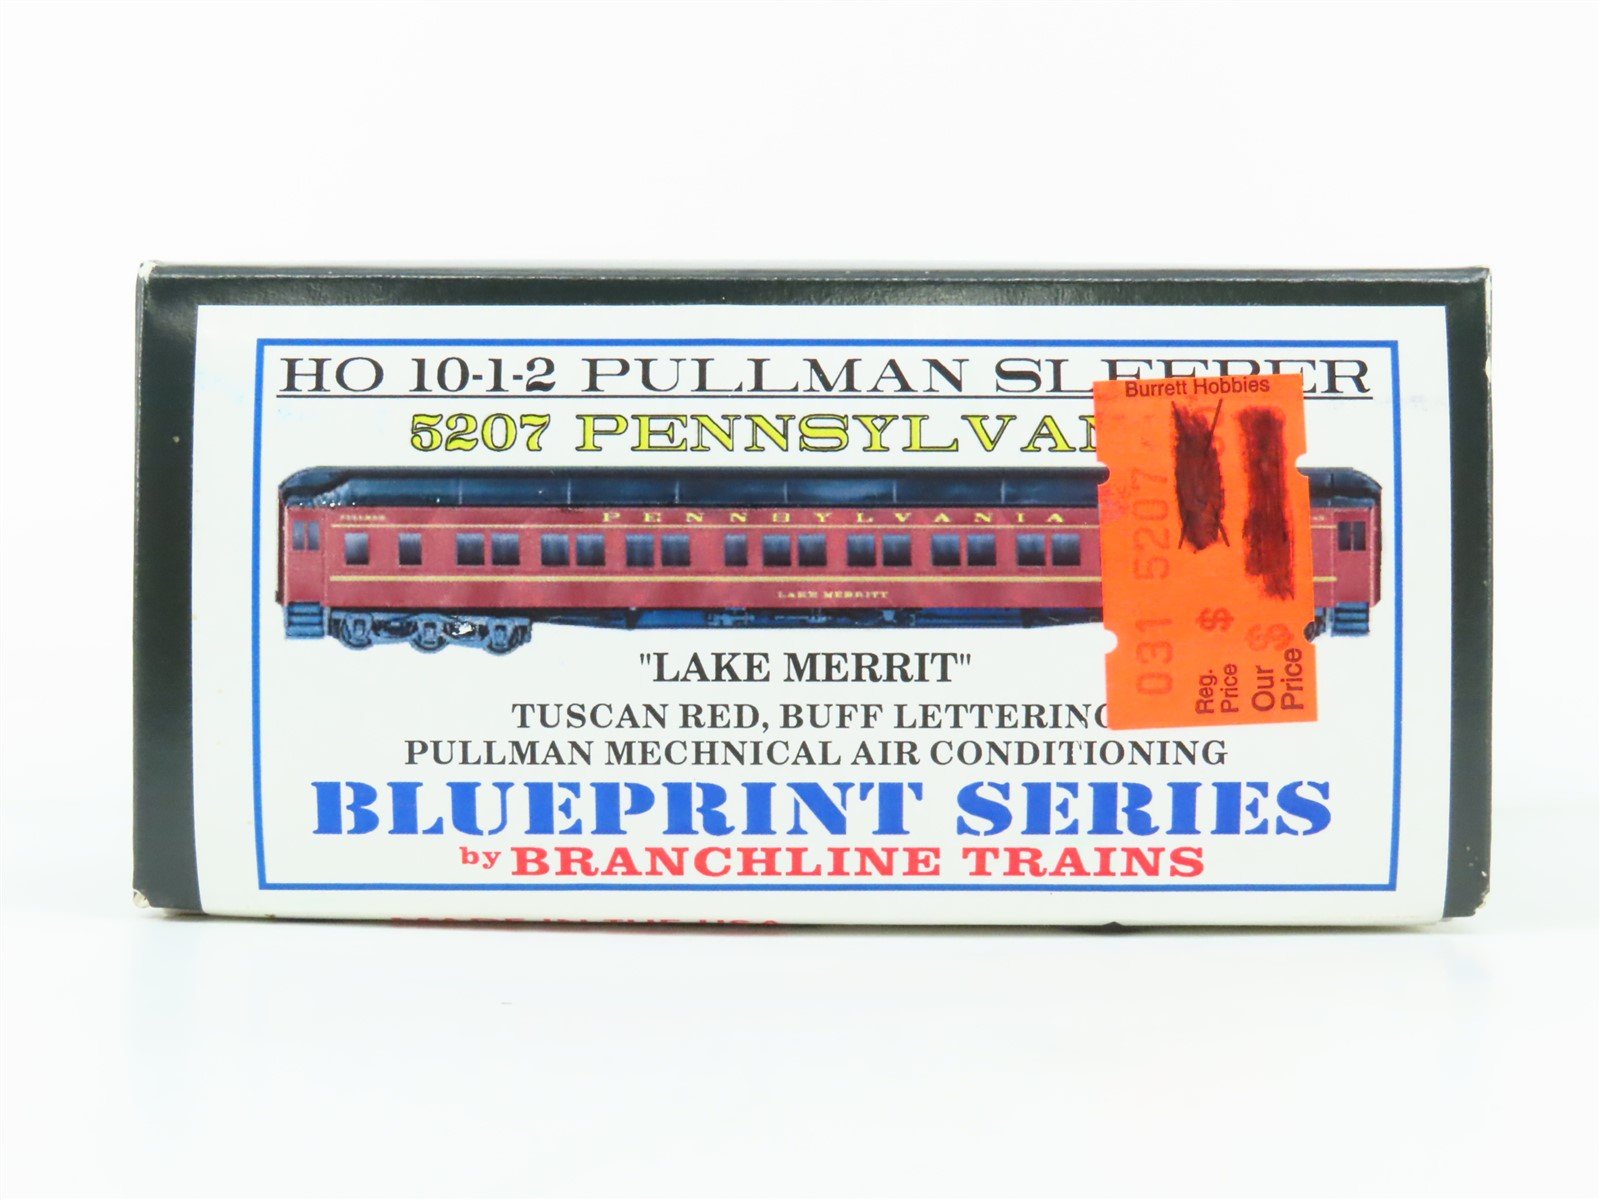 HO 10-1-2 PULLMAN SLEEPER
5207 PENNSYLVAN
PULLMAN
PENNSYLVANIA
LAKE MERRITT
"LAKE MERRIT"
TUSCAN RED, BUFF LETTERING
PULLMAN MECHNICAL AIR CONDITIONING
BLUEPRINT SERIES
by BRANCHLINE TRAINS
Burrett Hobbies
031 5207
Reg. Price $
Our Price $